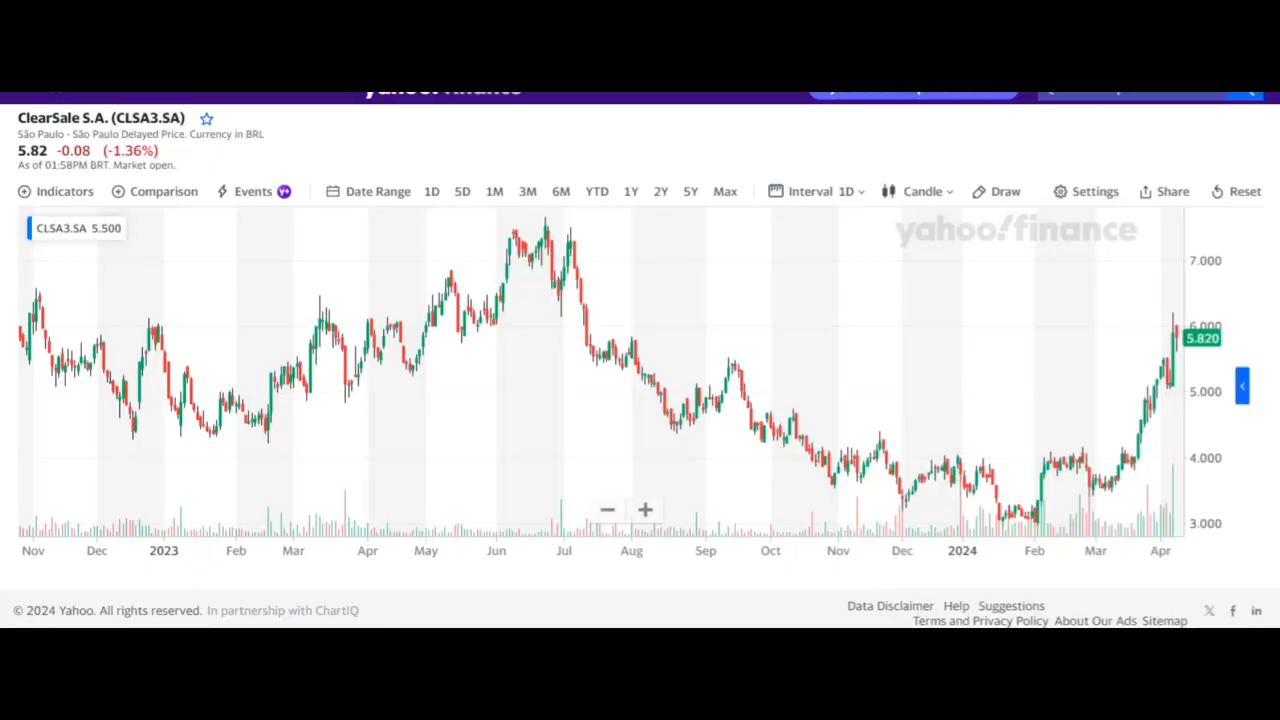 ClearSale S.A. (CLSA3.SA)
São Paulo - São Paulo Delayed Price. Currency in BRL
5.82 -0.08 (-1.36%)
As of 01:58PM BRT. Market open.
Indicators Comparison Events Y+ Date Range 1D 5D 1M 3M 6M YTD 1Y 2Y 5Y Max Interval 1D Candle Draw Settings Share Reset
CLSA3.SA 5.500
yahoo!finance
7.000
6.000
5.820
5.000
4.000
3.000
Nov Dec 2023 Feb Mar Apr May Jun Jul Aug Sep Oct Nov Dec 2024 Feb Mar Apr
© 2024 Yahoo. All rights reserved. In partnership with ChartIQ
Data Disclaimer Help Suggestions
Terms and Privacy Policy About Our Ads Sitemap